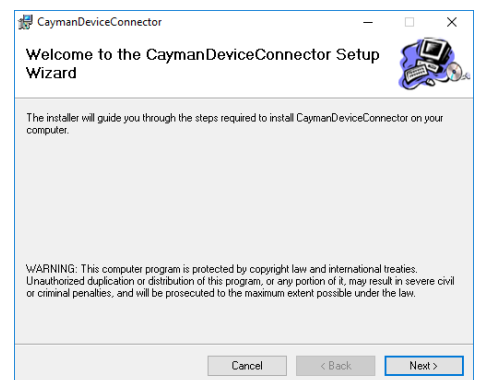 CaymanDeviceConnector
Welcome to the CaymanDeviceConnector Setup
Wizard
The installer will guide you through the steps required to install CaymanDeviceConnector on your
computer.
WARNING: This computer program is protected by copyright law and international treaties.
Unauthorized duplication or distribution of this program, or any portion of it, may result in severe civil
or criminal penalties, and will be prosecuted to the maximum extent possible under the law.
Cancel
< Back
Next >